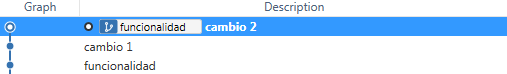 Graph Description
funcionalidad cambio 2
cambio 1
funcionalidad